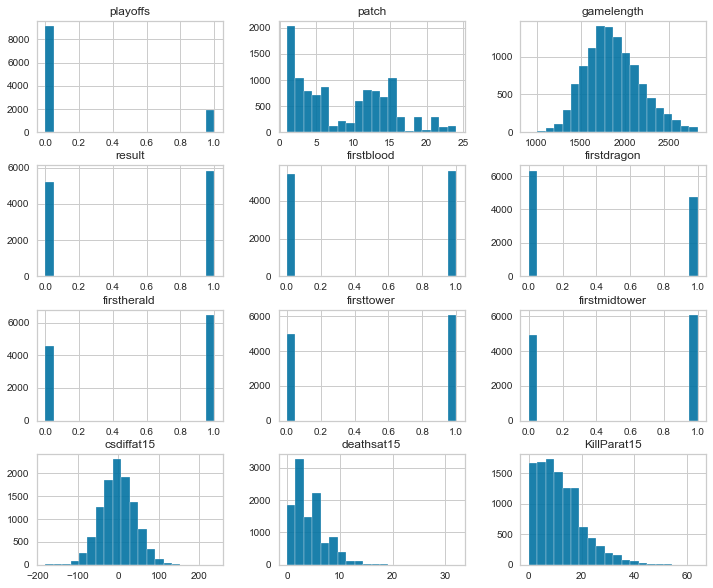 playoffs patch gamelength
8000 6000 4000 2000 0
2000 1500 1000 500 0
1000 500 0
0.0 0.2 0.4 0.6 0.8 1.0
0 5 10 15 20 25
1000 1500 2000 2500
result firstblood firstdragon
6000 4000 2000 0
4000 2000 0
6000 4000 2000 0
0.0 0.2 0.4 0.6 0.8 1.0
0.0 0.2 0.4 0.6 0.8 1.0
0.0 0.2 0.4 0.6 0.8 1.0
firstherald firsttower firstmidtower
6000 4000 2000 0
6000 4000 2000 0
6000 4000 2000 0
0.0 0.2 0.4 0.6 0.8 1.0
0.0 0.2 0.4 0.6 0.8 1.0
0.0 0.2 0.4 0.6 0.8 1.0
csdiffat15 deathsat15 KillParat15
2000 1500 1000 500 0
3000 2000 1000 0
1500 1000 500 0
−200 −100 0 100 200
0 10 20 30
0 20 40 60